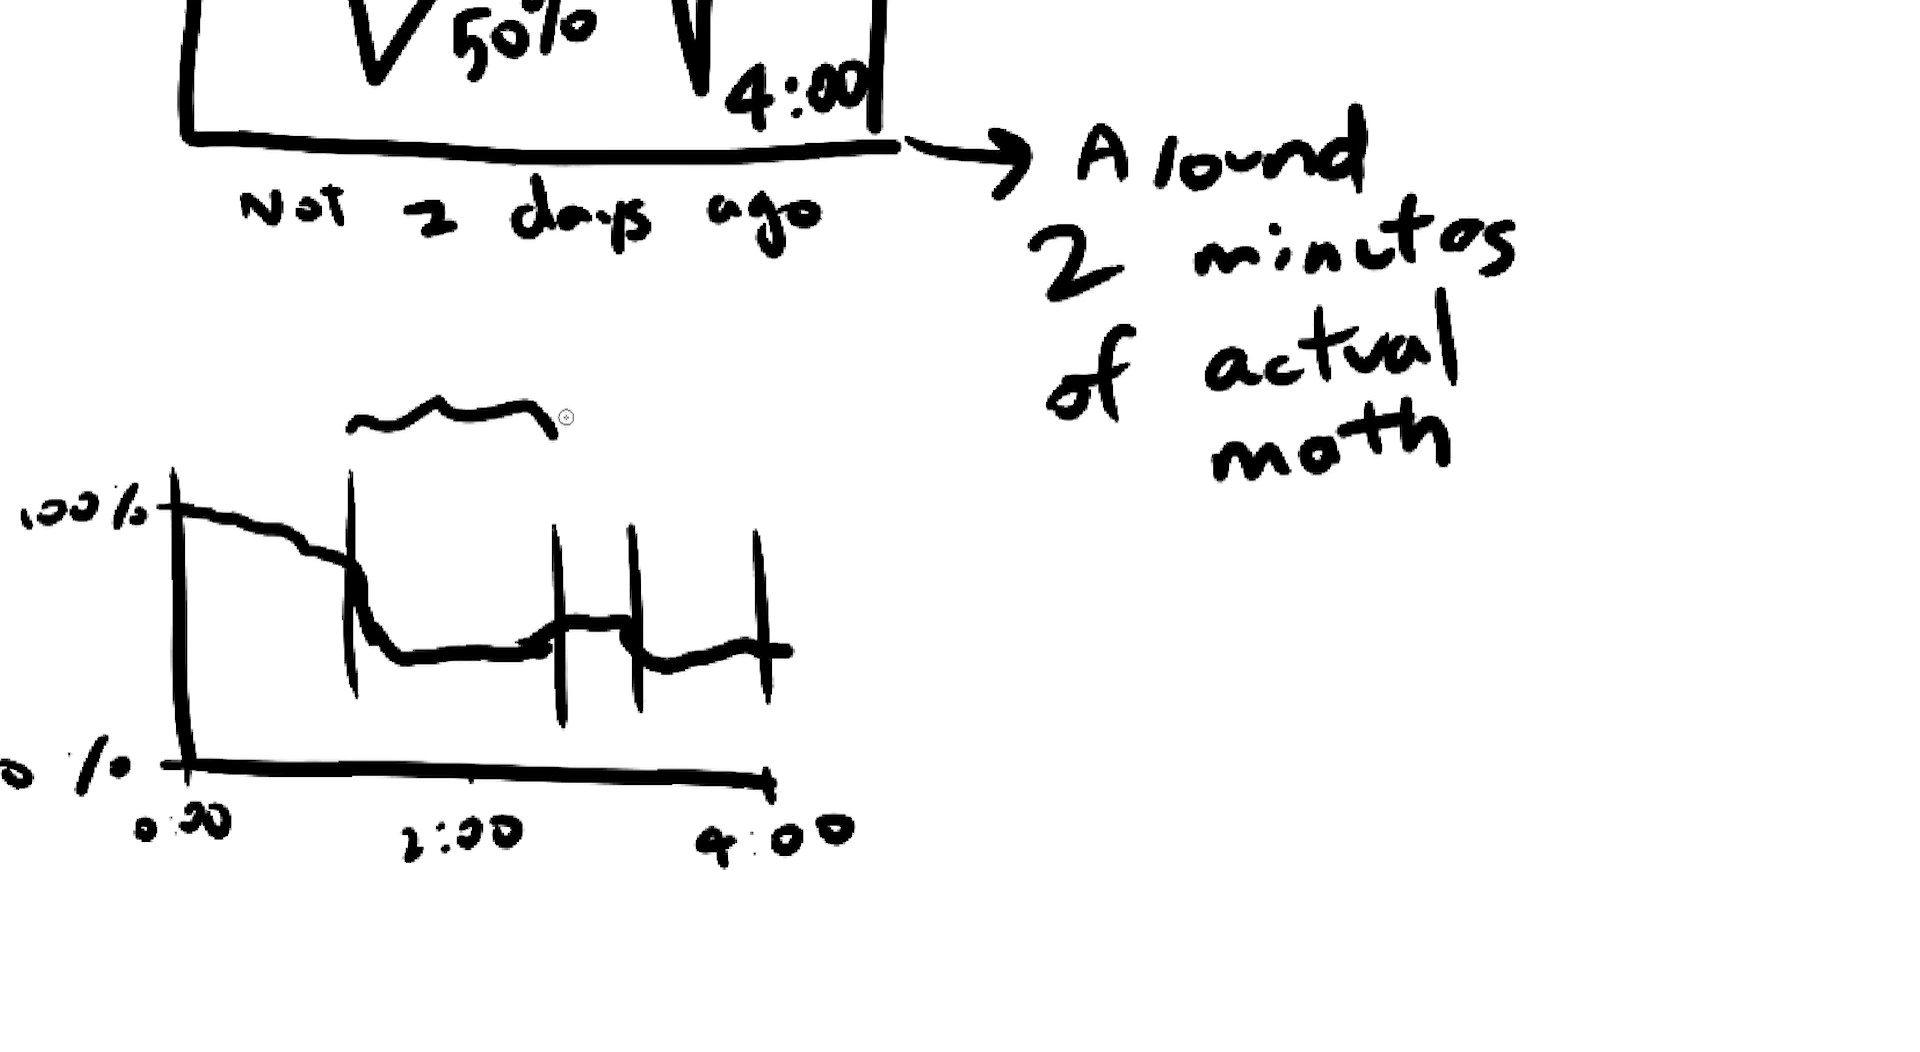 50%
4:00
Not 2 days ago
Around
2 minutes
of actual
math
100%
0%
0:00
2:00
4:00